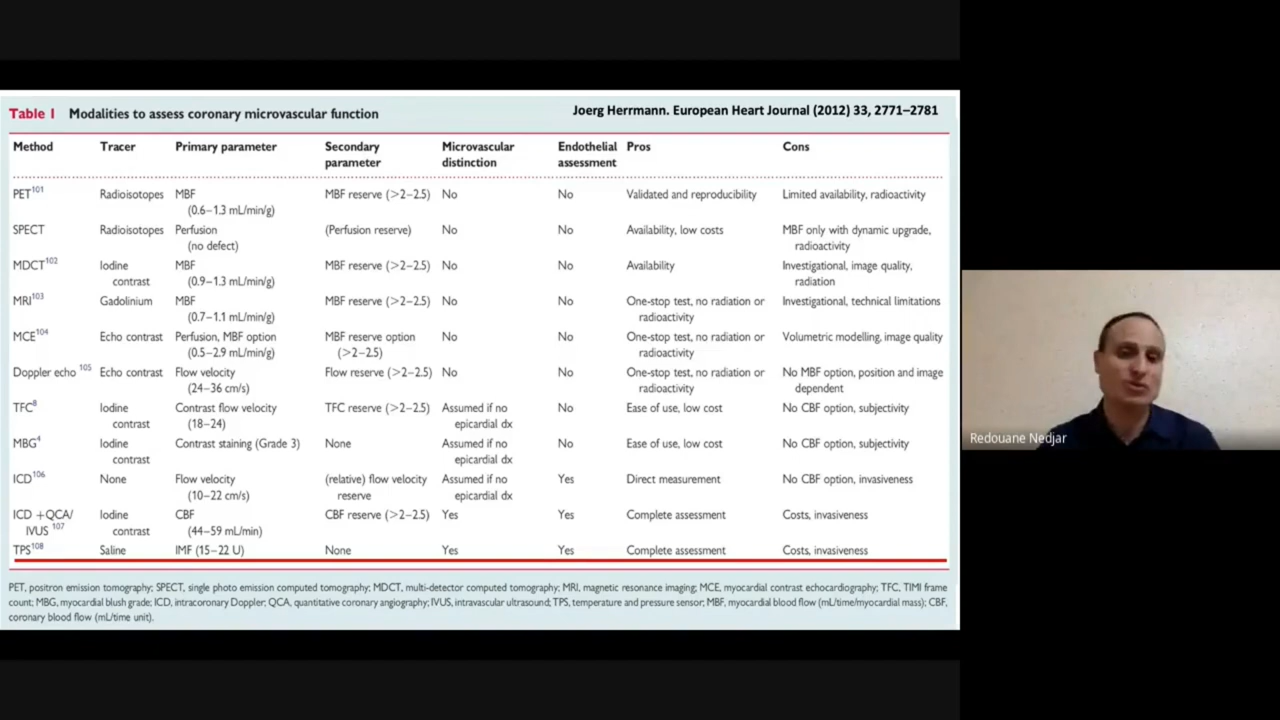 Table 1 Modalities to assess coronary microvascular function
Joerg Herrmann. European Heart Journal (2012) 33, 2771–2781
Method Tracer Primary parameter Secondary parameter Microvascular distinction Endothelial assessment Pros Cons
PET101 Radioisotopes MBF (0.6–1.3 mL/min/g) MBF reserve (>2–2.5) No No Validated and reproducibility Limited availability, radioactivity
SPECT Radioisotopes Perfusion (no defect) (Perfusion reserve) No No Availability, low costs MBF only with dynamic upgrade, radioactivity
MDCT102 Iodine contrast MBF (0.9–1.3 mL/min/g) MBF reserve (>2–2.5) No No Availability Investigational, image quality, radiation
MRI103 Gadolinium MBF (0.7–1.1 mL/min/g) MBF reserve (>2–2.5) No No One-stop test, no radiation or radioactivity Investigational, technical limitations
MCE104 Echo contrast Perfusion, MBF option (0.5–2.9 mL/min/g) MBF reserve option (>2–2.5) No No One-stop test, no radiation or radioactivity Volumetric modelling, image quality
Doppler echo 105 Echo contrast Flow velocity (24–36 cm/s) Flow reserve (>2–2.5) No No One-stop test, no radiation or radioactivity No MBF option, position and image dependent
TFC8 Iodine contrast Contrast flow velocity (18–24) TFC reserve (>2–2.5) Assumed if no epicardial dx No Ease of use, low cost No CBF option, subjectivity
MBG4 Iodine contrast Contrast staining (Grade 3) None Assumed if no epicardial dx No Ease of use, low cost No CBF option, subjectivity
ICD106 None Flow velocity (10–22 cm/s) (relative) flow velocity reserve Assumed if no epicardial dx Yes Direct measurement No CBF option, invasiveness
ICD +QCA/ IVUS 107 Iodine contrast CBF (44–59 mL/min) CBF reserve (>2–2.5) Yes Yes Complete assessment Costs, invasiveness
TPS108 Saline IMF (15–22 U) None Yes Yes Complete assessment Costs, invasiveness
PET, positron emission tomography; SPECT, single photo emission computed tomography; MDCT, multi-detector computed tomography; MRI, magnetic resonance imaging; MCE, myocardial contrast echocardiography; TFC, TIMI frame
count; MBG, myocardial blush grade; ICD, intracoronary Doppler; QCA, quantitative coronary angiography; IVUS, intravascular ultrasound; TPS, temperature and pressure sensor; MBF, myocardial blood flow (mL/time/myocardial mass); CBF,
coronary blood flow (mL/time unit).
Redouane Nedjar